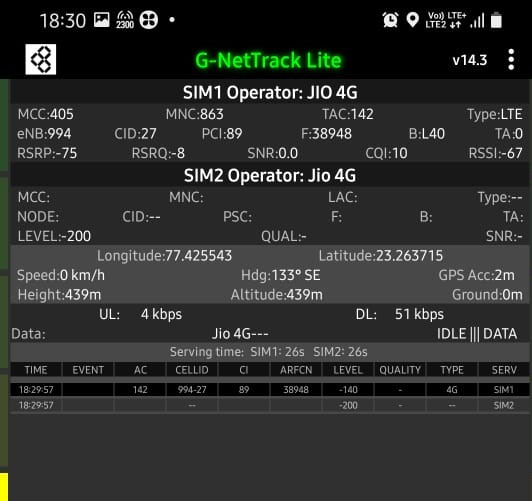 18:30 2300 Vo)) LTE+ LTE2
G-NetTrack Lite v14.3
SIM1 Operator: JIO 4G
MCC:405 MNC:863 TAC:142 Type:LTE
eNB:994 CID:27 PCI:89 F:38948 B:L40 TA:0
RSRP:-75 RSRQ:-8 SNR:0.0 CQI:10 RSSI:-67
SIM2 Operator: Jio 4G
MCC: MNC: LAC: Type:--
NODE: CID:-- PSC: F: B: TA:
LEVEL:-200 QUAL:- SNR:-
Longitude:77.425543 Latitude:23.263715
Speed:0 km/h Hdg:133° SE GPS Acc:2m
Height:439m Altitude:439m Ground:0m
UL: 4 kbps DL: 51 kbps
Data: Jio 4G--- IDLE ||| DATA
Serving time: SIM1: 26s SIM2: 26s
TIME EVENT AC CELLID CI ARFCN LEVEL QUALITY TYPE SERV
18:29:57 142 994-27 89 38948 -140 - 4G SIM1
18:29:57 -- -200 - -- SIM2